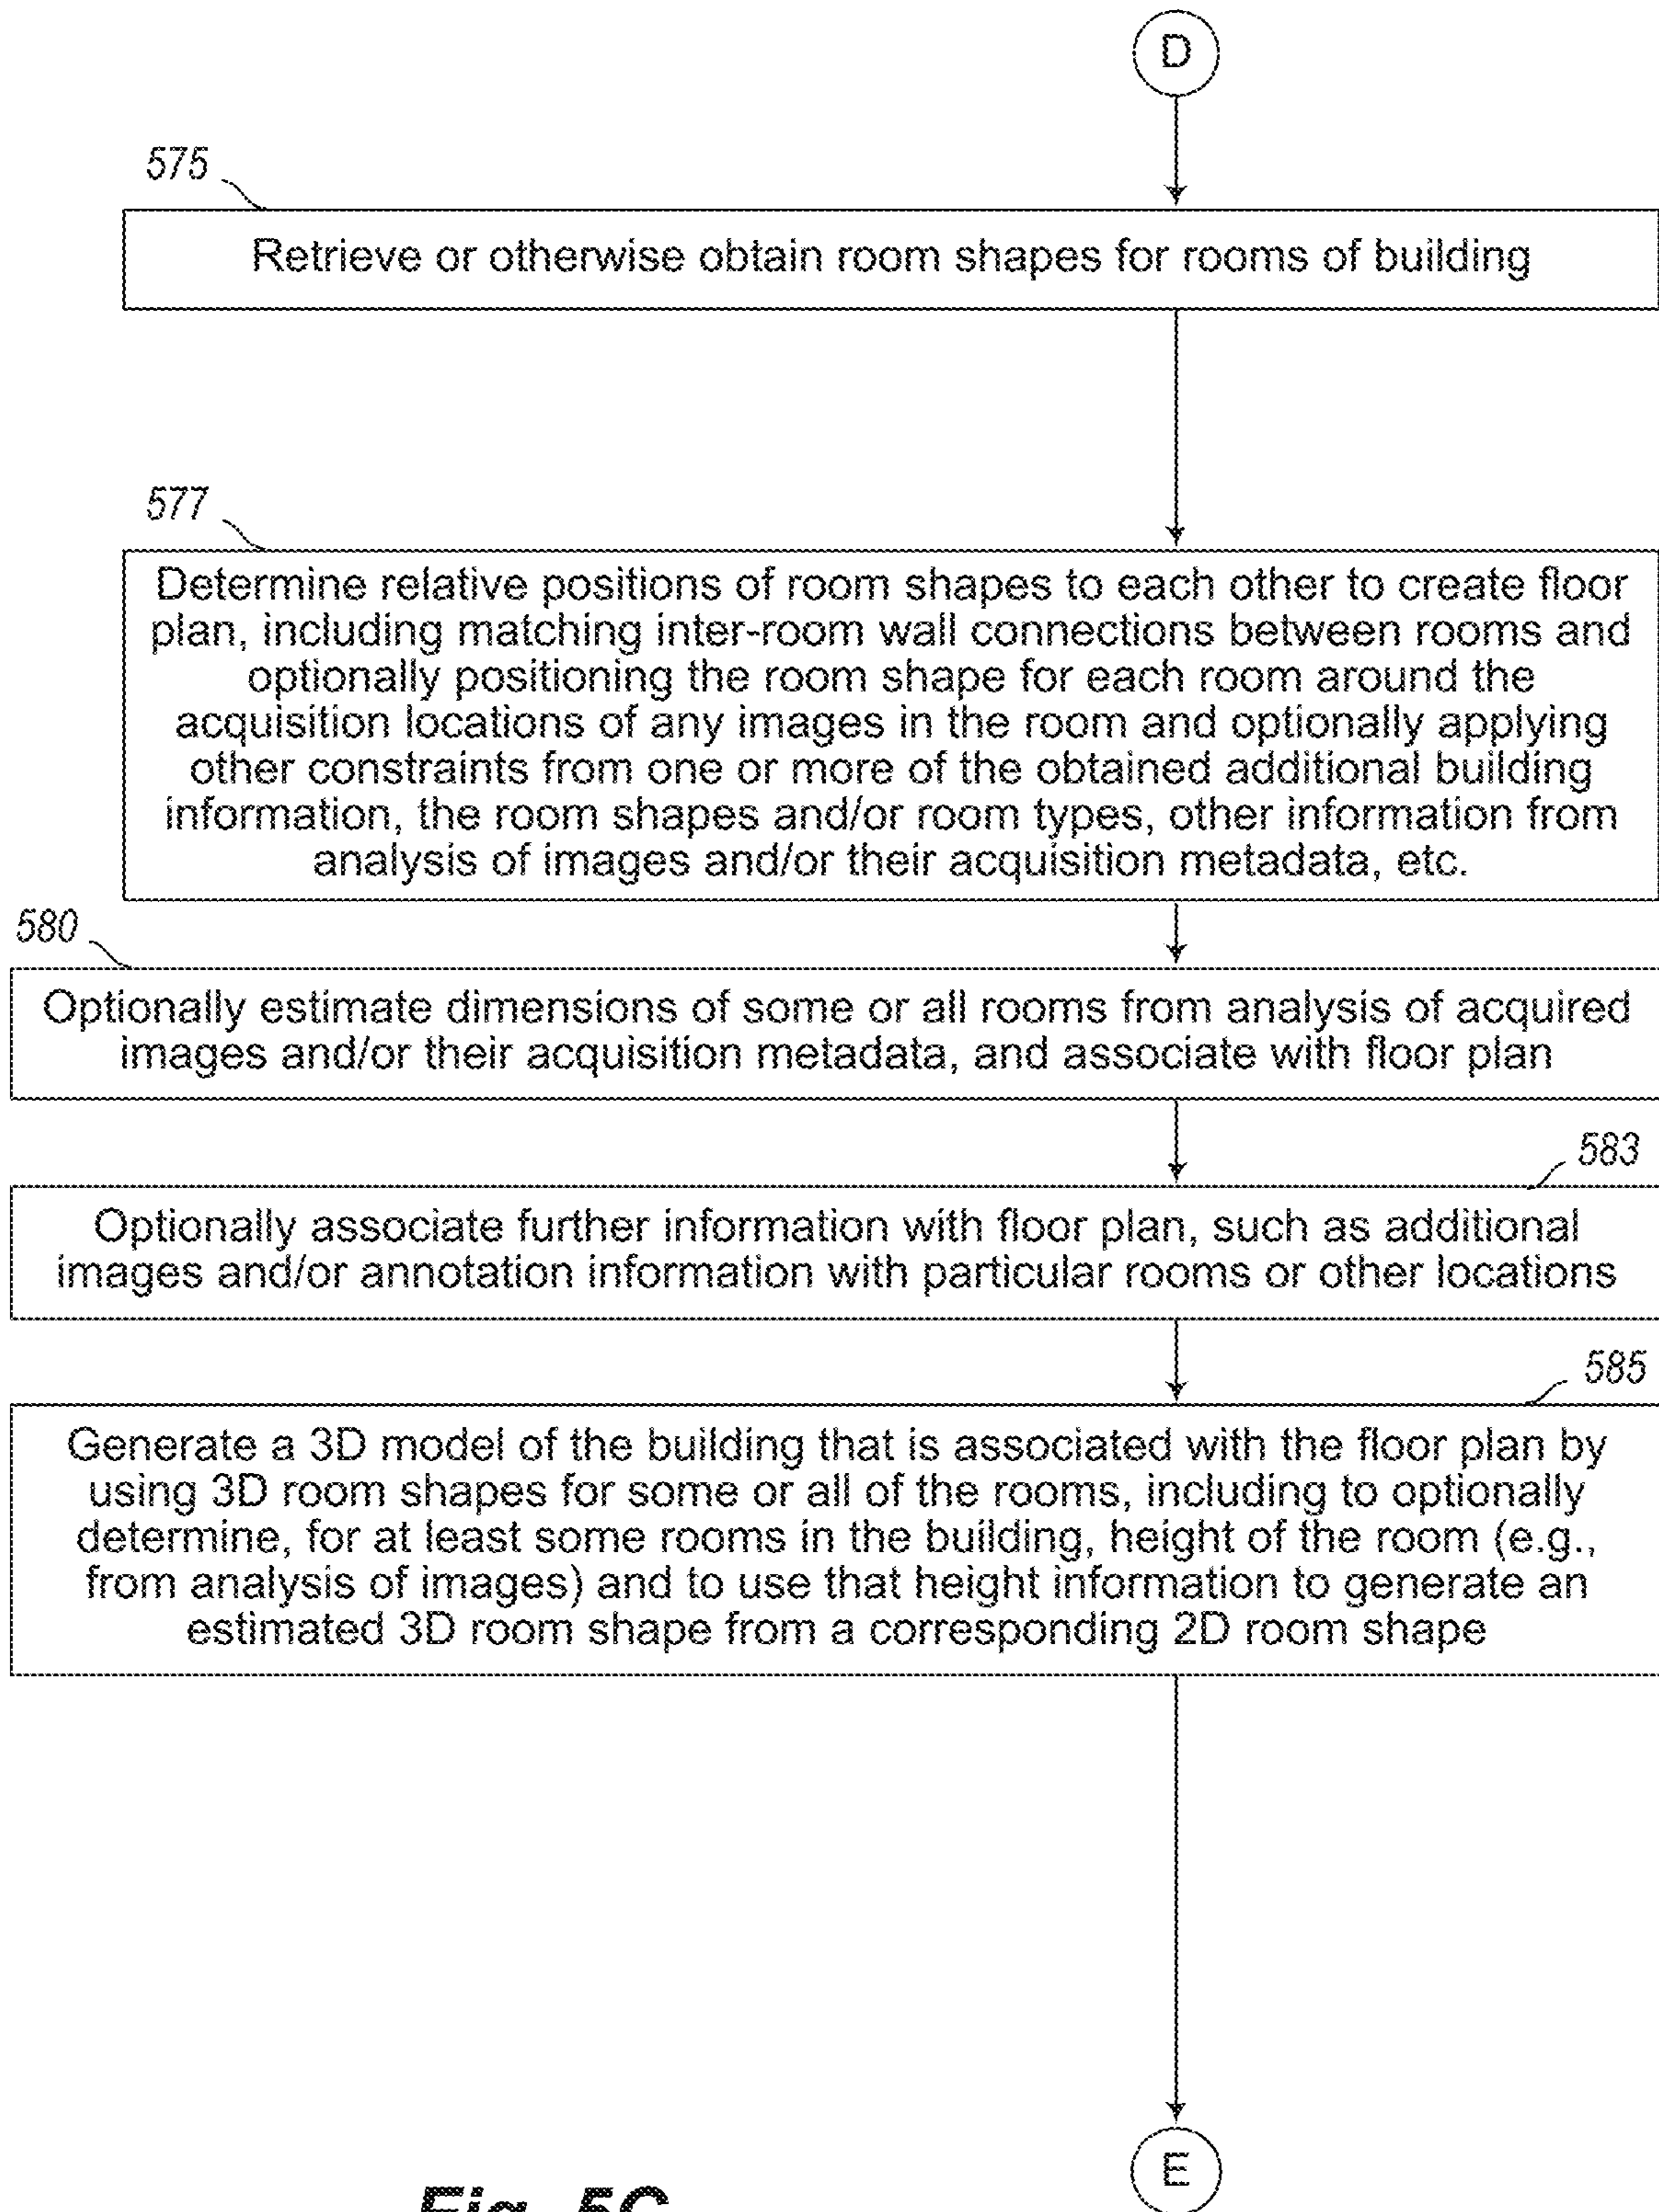 D
575
Retrieve or otherwise obtain room shapes for rooms of building
577
Determine relative positions of room shapes to each other to create floor
plan, including matching inter-room wall connections between rooms and
optionally positioning the room shape for each room around the
acquisition locations of any images in the room and optionally applying
other constraints from one or more of the obtained additional building
information, the room shapes and/or room types, other information from
analysis of images and/or their acquisition metadata, etc.
580
Optionally estimate dimensions of some or all rooms from analysis of acquired
images and/or their acquisition metadata, and associate with floor plan
583
Optionally associate further information with floor plan, such as additional
images and/or annotation information with particular rooms or other locations
585
Generate a 3D model of the building that is associated with the floor plan by
using 3D room shapes for some or all of the rooms, including to optionally
determine, for at least some rooms in the building, height of the room (e.g.,
from analysis of images) and to use that height information to generate an
estimated 3D room shape from a corresponding 2D room shape
E
Fig. 5C